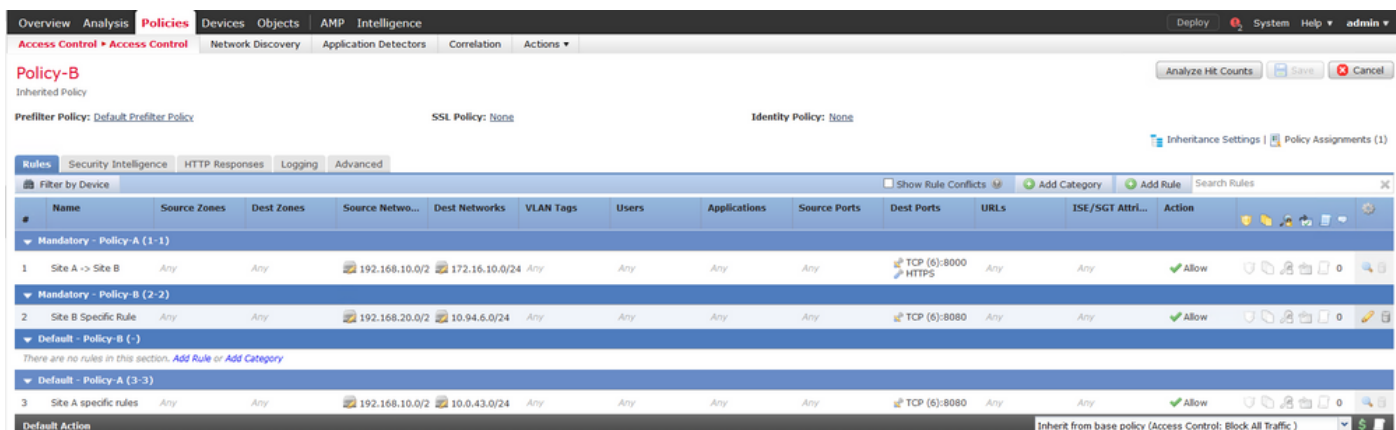 Overview Analysis Policies Devices Objects AMP Intelligence Deploy 2 System Help admin
Access Control ▸ Access Control Network Discovery Application Detectors Correlation Actions
Policy-B Analyze Hit Counts Save Cancel
Inherited Policy
Prefilter Policy: Default Prefilter Policy SSL Policy: None Identity Policy: None
Inheritance Settings | Policy Assignments (1)
Rules Security Intelligence HTTP Responses Logging Advanced
Filter by Device Show Rule Conflicts Add Category Add Rule Search Rules
# Name Source Zones Dest Zones Source Netwo... Dest Networks VLAN Tags Users Applications Source Ports Dest Ports URLs ISE/SGT Attri... Action
Mandatory - Policy-A (1-1)
1 Site A -> Site B Any Any 192.168.10.0/2 172.16.10.0/24 Any Any Any Any TCP (6):8000 Any Any Allow 0
HTTPS
Mandatory - Policy-B (2-2)
2 Site B Specific Rule Any Any 192.168.20.0/2 10.94.6.0/24 Any Any Any Any TCP (6):8080 Any Any Allow 0
Default - Policy-B (-)
There are no rules in this section. Add Rule or Add Category
Default - Policy-A (3-3)
3 Site A specific rules Any Any 192.168.10.0/2 10.0.43.0/24 Any Any Any Any TCP (6):8080 Any Any Allow 0
Default Action Inherit from base policy (Access Control: Block All Traffic )